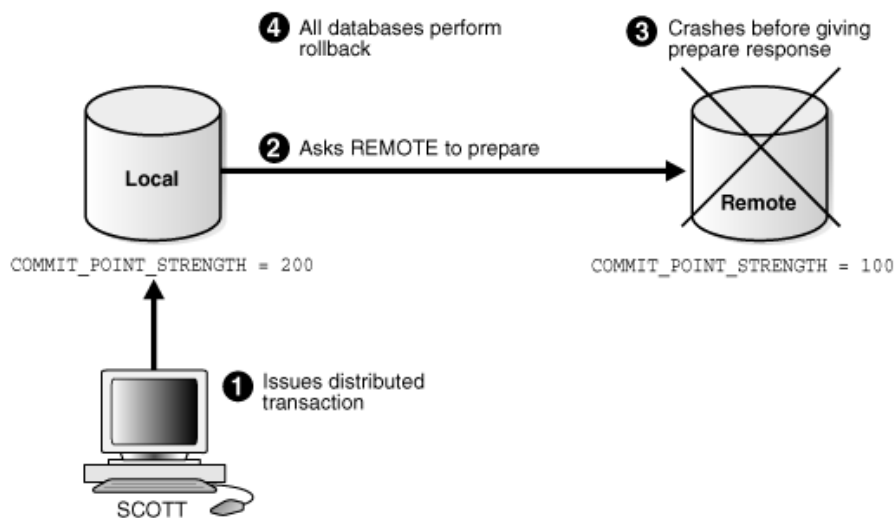 4 All databases perform
rollback
3 Crashes before giving
prepare response
2 Asks REMOTE to prepare
Local
Remote
COMMIT_POINT_STRENGTH = 200
COMMIT_POINT_STRENGTH = 100
1 Issues distributed
transaction
SCOTT